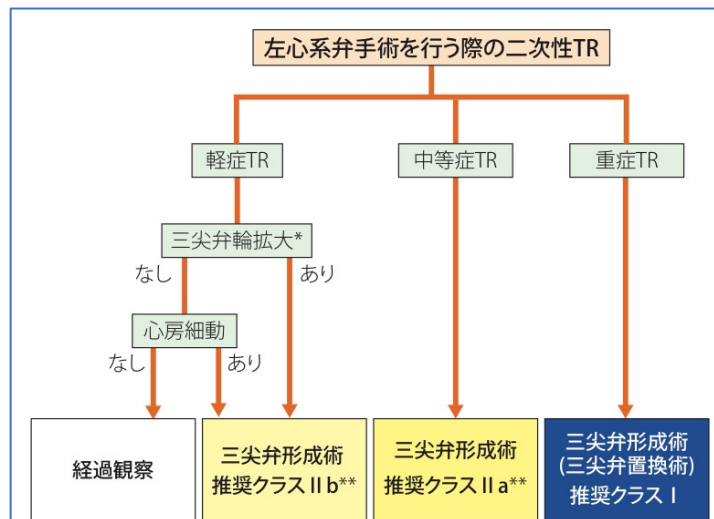 左心系弁手術を行う際の二次性TR
軽症TR
中等症TR
重症TR
三尖弁輪拡大*
なし
あり
心房細動
なし
あり
経過観察
三尖弁形成術
推奨クラスⅡb**
三尖弁形成術
推奨クラスⅡa**
三尖弁形成術
(三尖弁置換術)
推奨クラスⅠ